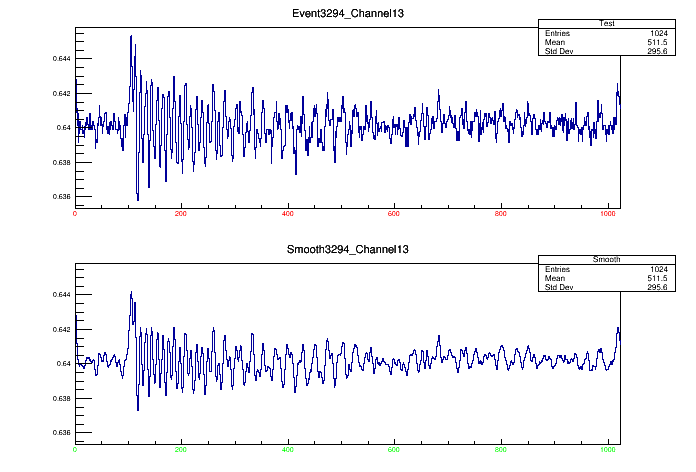 Event3294_Channel13
Test
Entries 1024
Mean 511.5
Std Dev 295.6
0.644
0.642
0.64
0.638
0.636
0 200 400 600 800 1000
Smooth3294_Channel13
Smooth
Entries 1024
Mean 511.5
Std Dev 295.6
0.644
0.642
0.64
0.638
0.636
0 200 400 600 800 1000